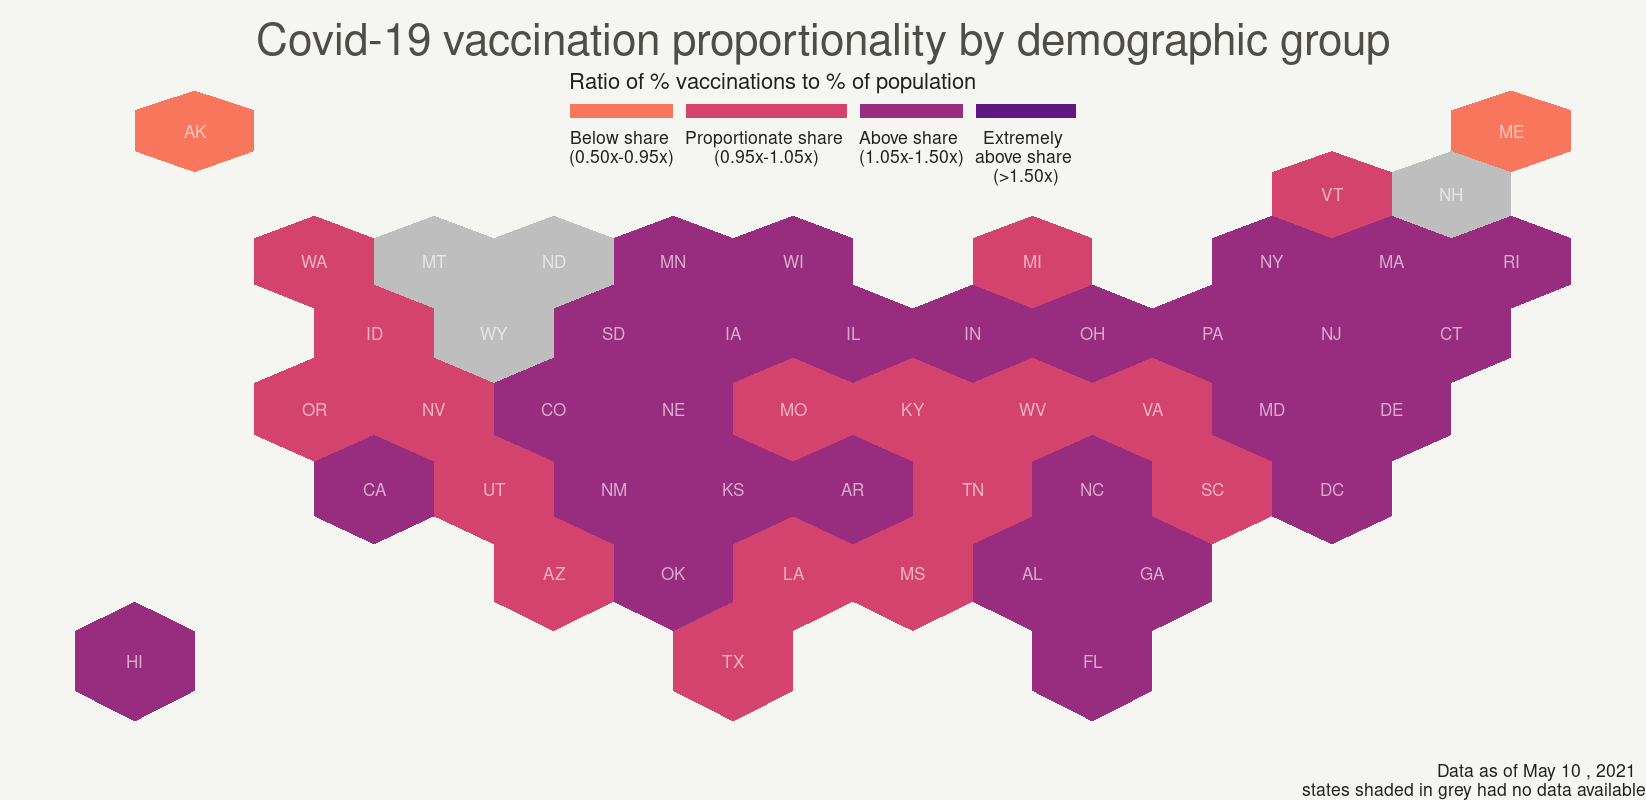 Covid-19 vaccination proportionality by demographic group
Ratio of % vaccinations to % of population
Below share
(0.50x-0.95x)
Proportionate share
(0.95x-1.05x)
Above share
(1.05x-1.50x)
Extremely
above share
(>1.50x)
AK
ME
VT
NH
WA
MT
ND
MN
WI
MI
NY
MA
RI
ID
WY
SD
IA
IL
IN
OH
PA
NJ
CT
OR
NV
CO
NE
MO
KY
WV
VA
MD
DE
CA
UT
NM
KS
AR
TN
NC
SC
DC
AZ
OK
LA
MS
AL
GA
HI
TX
FL
Data as of May 10 , 2021
states shaded in grey had no data available